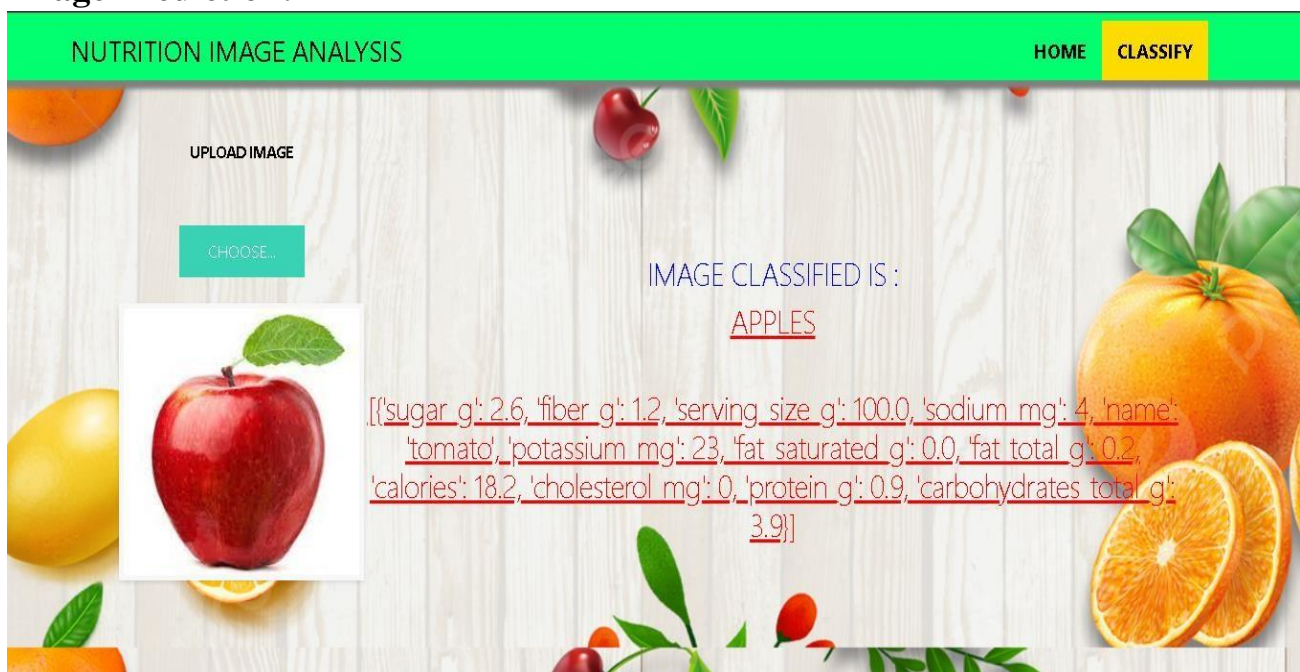 NUTRITION IMAGE ANALYSIS
HOME
CLASSIFY
UPLOAD IMAGE
CHOOSE...
IMAGE CLASSIFIED IS :
APPLES
[{'sugar_g': 2.6, 'fiber_g': 1.2, 'serving_size_g': 100.0, 'sodium_mg': 4, 'name':
'tomato', 'potassium_mg': 23, 'fat_saturated_g': 0.0, 'fat_total_g': 0.2,
'calories': 18.2, 'cholesterol_mg': 0, 'protein_g': 0.9, 'carbohydrates_total_g':
3.9}]